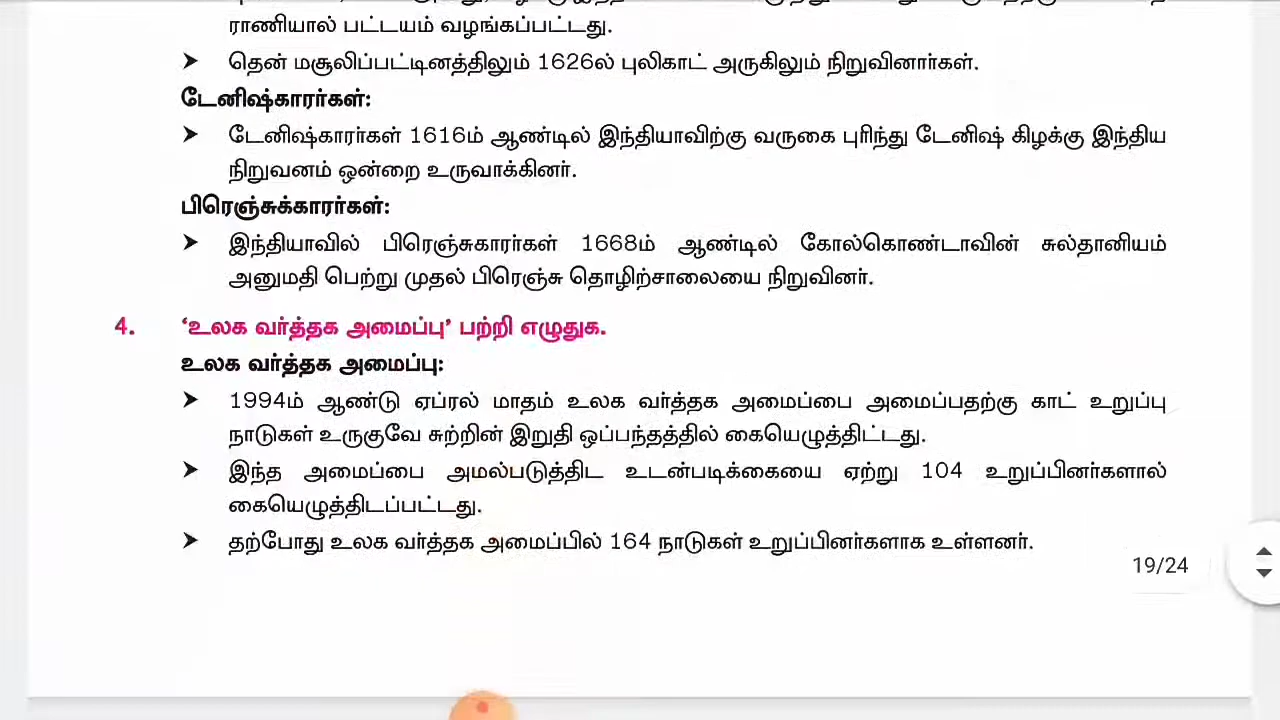 ராணியால் பட்டயம் வழங்கப்பட்டது.
➤ தென் மசூலிப்பட்டினத்திலும் 1626ல் புலிகாட் அருகிலும் நிறுவினார்கள்.
டேனிஷ்காரர்கள்:
➤ டேனிஷ்காரர்கள் 1616ம் ஆண்டில் இந்தியாவிற்கு வருகை புரிந்து டேனிஷ் கிழக்கு இந்திய
நிறுவனம் ஒன்றை உருவாக்கினர்.
பிரெஞ்சுக்காரர்கள்:
➤ இந்தியாவில் பிரெஞ்சுகாரர்கள் 1668ம் ஆண்டில் கோல்கொண்டாவின் சுல்தானியம்
அனுமதி பெற்று முதல் பிரெஞ்சு தொழிற்சாலையை நிறுவினர்.
4. ‘உலக வர்த்தக அமைப்பு’ பற்றி எழுதுக.
உலக வர்த்தக அமைப்பு:
➤ 1994ம் ஆண்டு ஏப்ரல் மாதம் உலக வர்த்தக அமைப்பை அமைப்பதற்கு காட் உறுப்பு
நாடுகள் உருகுவே சுற்றின் இறுதி ஒப்பந்தத்தில் கையெழுத்திட்டது.
➤ இந்த அமைப்பை அமல்படுத்திட உடன்படிக்கையை ஏற்று 104 உறுப்பினர்களால்
கையெழுத்திடப்பட்டது.
➤ தற்போது உலக வர்த்தக அமைப்பில் 164 நாடுகள் உறுப்பினர்களாக உள்ளனர்.
19/24